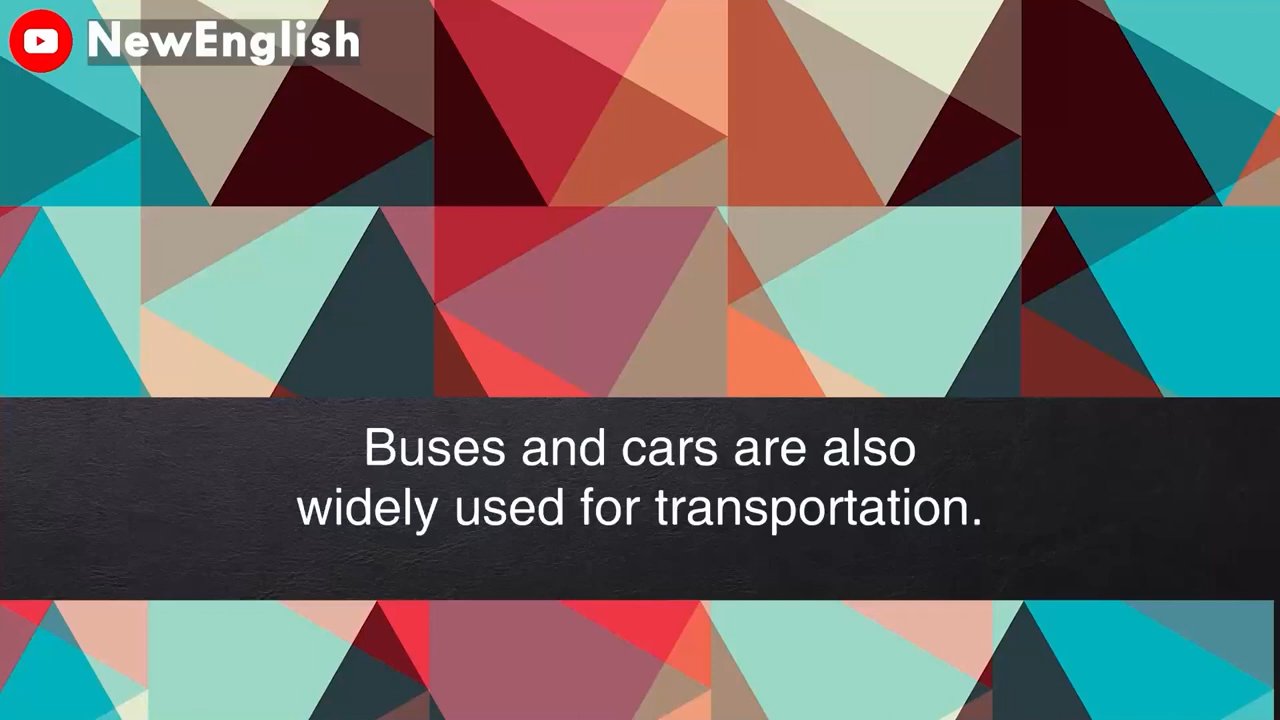 NewEnglish
Buses and cars are also
widely used for transportation.